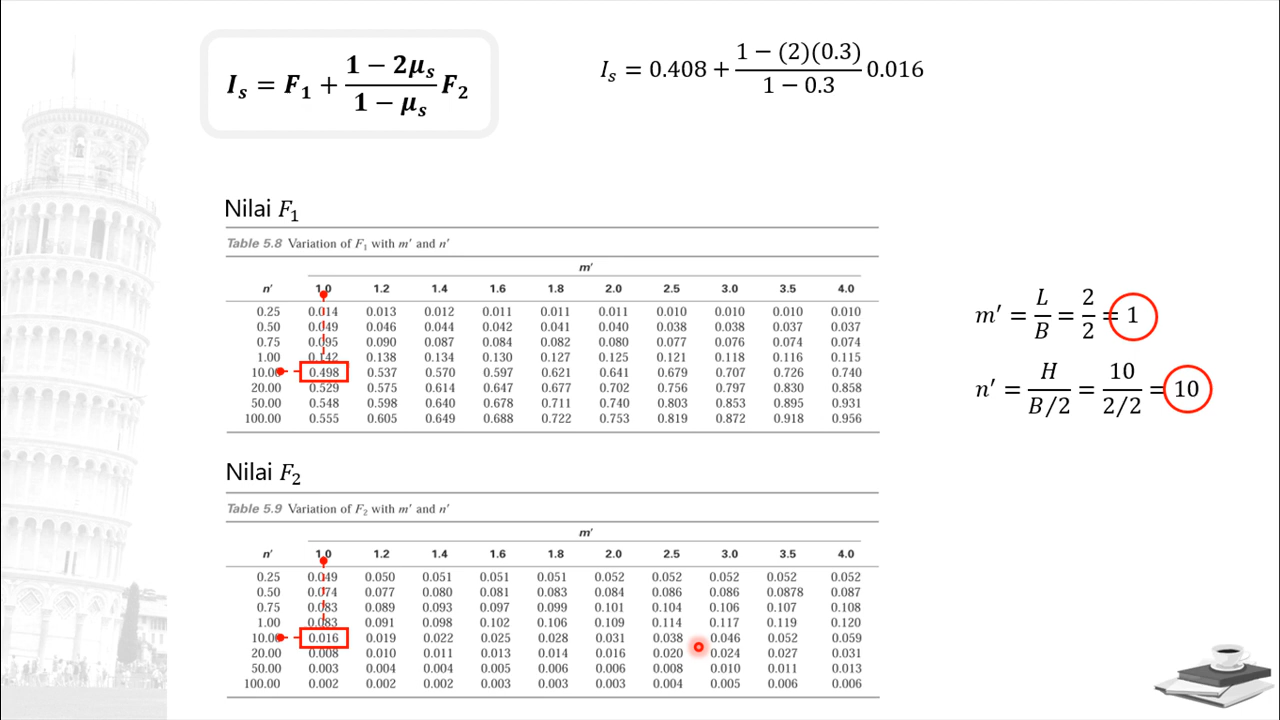 I_s = F_1 + \frac{1 - 2μ_s}{1 - μ_s} F_2
I_s = 0.408 + \frac{1 - (2)(0.3)}{1 - 0.3} 0.016
Nilai F_1
Table 5.8 Variation of F_1 with m′ and n′
m′
n′ 1.0 1.2 1.4 1.6 1.8 2.0 2.5 3.0 3.5 4.0
0.25 0.014 0.013 0.012 0.011 0.011 0.011 0.010 0.010 0.010 0.010
0.50 0.049 0.046 0.044 0.042 0.041 0.040 0.038 0.038 0.037 0.037
0.75 0.095 0.090 0.087 0.084 0.082 0.080 0.077 0.076 0.074 0.074
1.00 0.142 0.138 0.134 0.130 0.127 0.125 0.121 0.118 0.116 0.115
10.00 0.498 0.537 0.570 0.597 0.621 0.641 0.679 0.707 0.726 0.740
20.00 0.529 0.575 0.614 0.647 0.677 0.702 0.756 0.797 0.830 0.858
50.00 0.548 0.598 0.640 0.678 0.711 0.740 0.803 0.853 0.895 0.931
100.00 0.555 0.605 0.649 0.688 0.722 0.753 0.819 0.872 0.918 0.956
m′ = \frac{L}{B} = \frac{2}{2} = 1
n′ = \frac{H}{B/2} = \frac{10}{2/2} = 10
Nilai F_2
Table 5.9 Variation of F_2 with m′ and n′
m′
n′ 1.0 1.2 1.4 1.6 1.8 2.0 2.5 3.0 3.5 4.0
0.25 0.049 0.050 0.051 0.051 0.051 0.052 0.052 0.052 0.052 0.052
0.50 0.074 0.077 0.080 0.081 0.083 0.084 0.086 0.086 0.0878 0.087
0.75 0.083 0.089 0.093 0.097 0.099 0.101 0.104 0.106 0.107 0.108
1.00 0.083 0.091 0.098 0.102 0.106 0.109 0.114 0.117 0.119 0.120
10.00 0.016 0.019 0.022 0.025 0.028 0.031 0.038 0.046 0.052 0.059
20.00 0.008 0.010 0.011 0.013 0.014 0.016 0.020 0.024 0.027 0.031
50.00 0.003 0.004 0.004 0.005 0.006 0.006 0.008 0.010 0.011 0.013
100.00 0.002 0.002 0.002 0.003 0.003 0.003 0.004 0.005 0.006 0.006